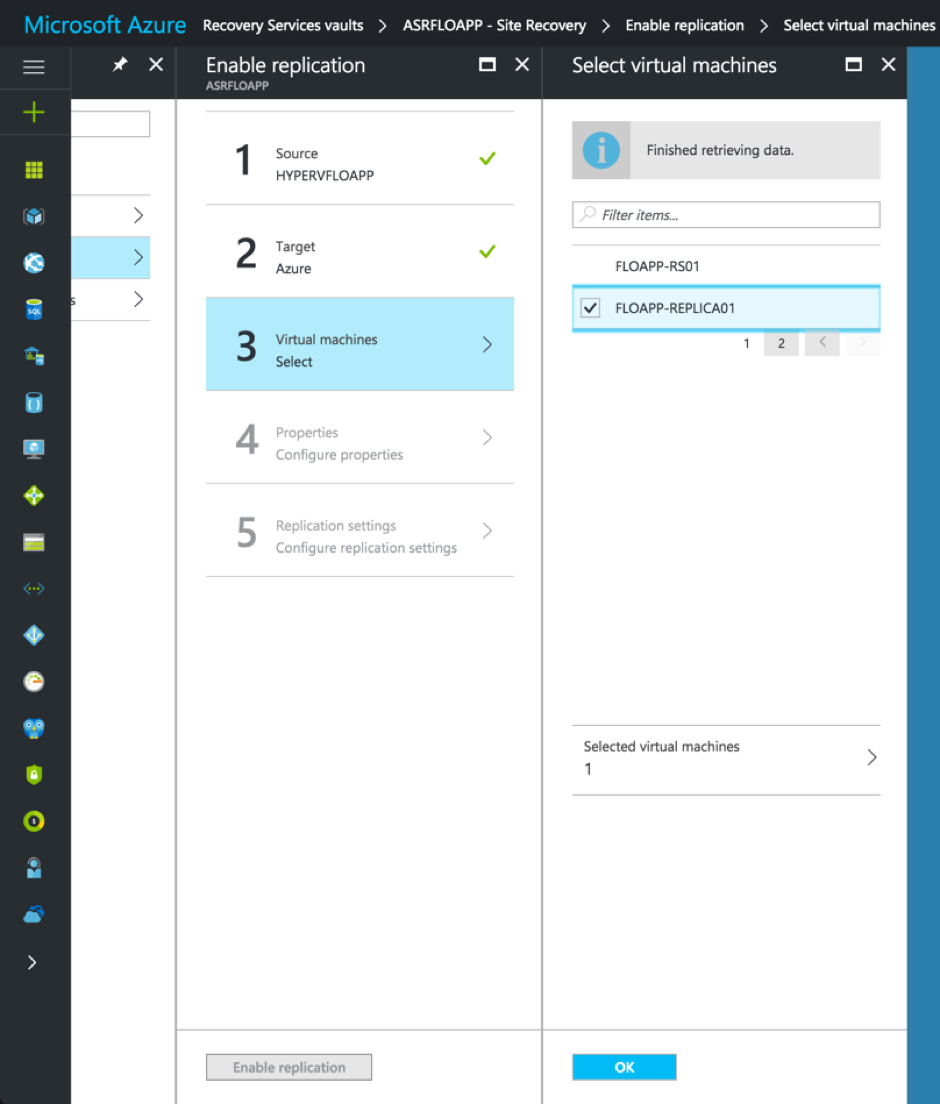 Microsoft Azure Recovery Services vaults > ASRFLOAPP - Site Recovery > Enable replication > Select virtual machines
Enable replication
ASRFLOAPP
1 Source
HYPERVFLOAPP
2 Target
Azure
3 Virtual machines
Select
4 Properties
Configure properties
5 Replication settings
Configure replication settings
Enable replication
Select virtual machines
Finished retrieving data.
Filter items...
FLOAPP-RS01
FLOAPP-REPLICA01
1 2 < >
Selected virtual machines
1
OK
s
SQL